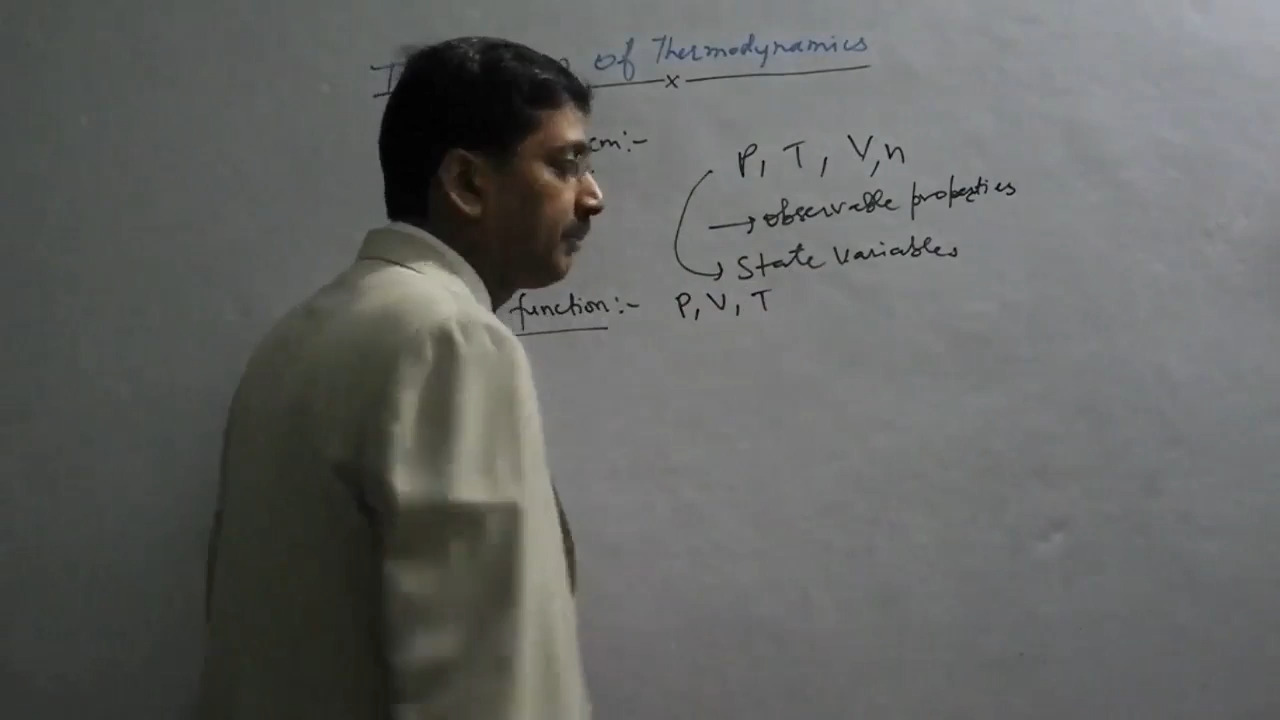 of Thermodynamics
P, T, V, n
→ observable properties
→ State variables
function :- P, V, T